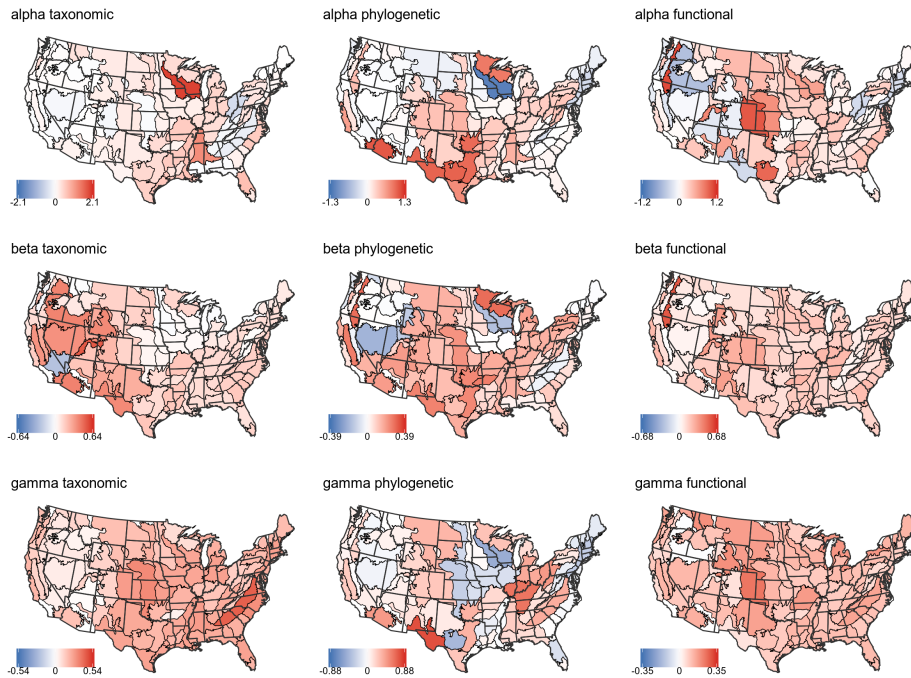 alpha taxonomic alpha phylogenetic alpha functional
-2.1 0 2.1 -1.3 0 1.3 -1.2 0 1.2
beta taxonomic beta phylogenetic beta functional
-0.64 0 0.64 -0.39 0 0.39 -0.68 0 0.68
gamma taxonomic gamma phylogenetic gamma functional
-0.54 0 0.54 -0.88 0 0.88 -0.35 0 0.35